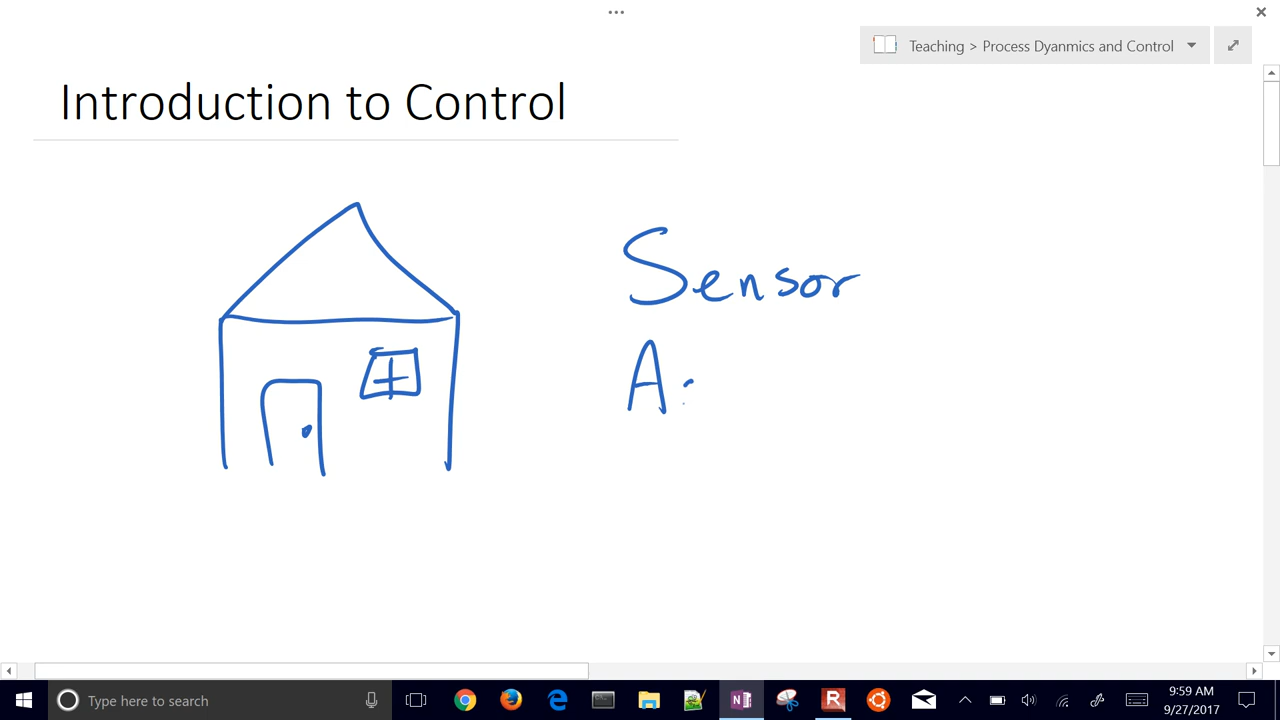 Teaching > Process Dyanmics and Control
Introduction to Control
Sensor
A
Type here to search
9:59 AM
9/27/2017